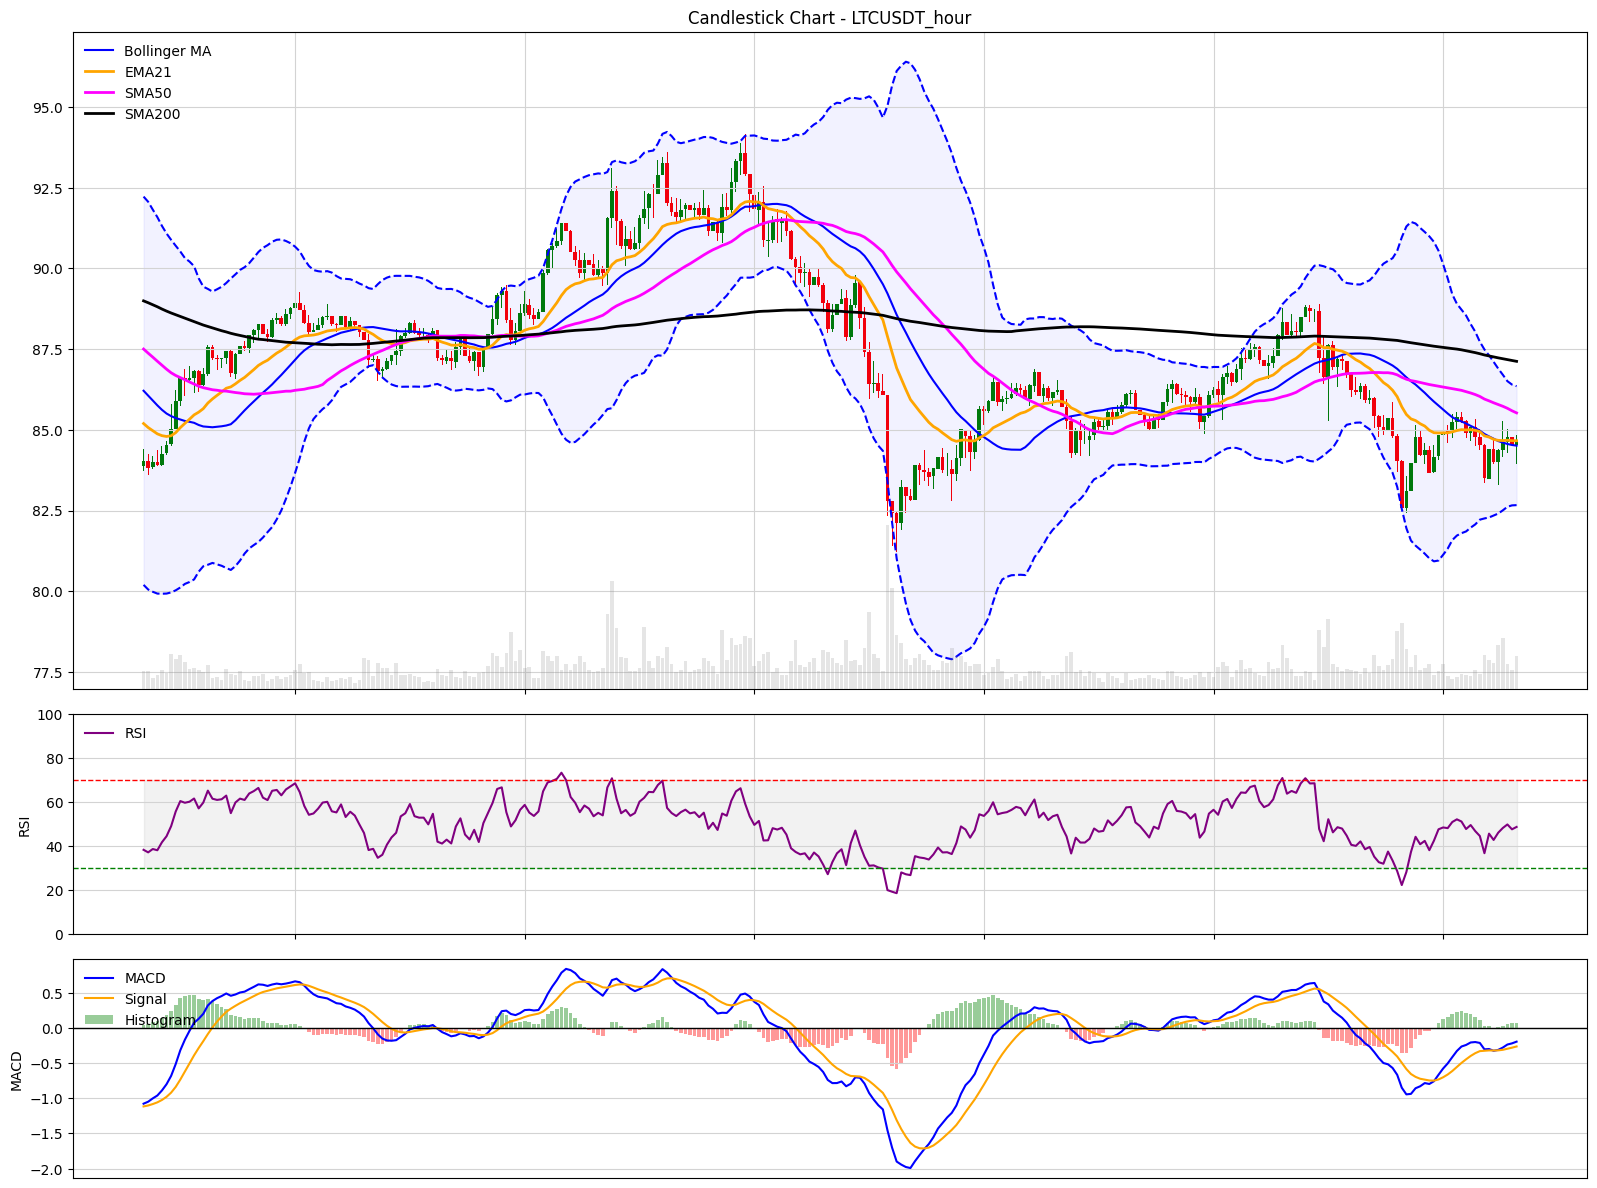 Candlestick Chart - LTCUSDT_hour
Bollinger MA
EMA21
SMA50
SMA200
95.0
92.5
90.0
87.5
85.0
82.5
80.0
77.5
100
RSI
80
60
RSI
40
20
0
MACD
0.5
Signal
Histogram
0.0
−0.5
MACD
−1.0
−1.5
−2.0